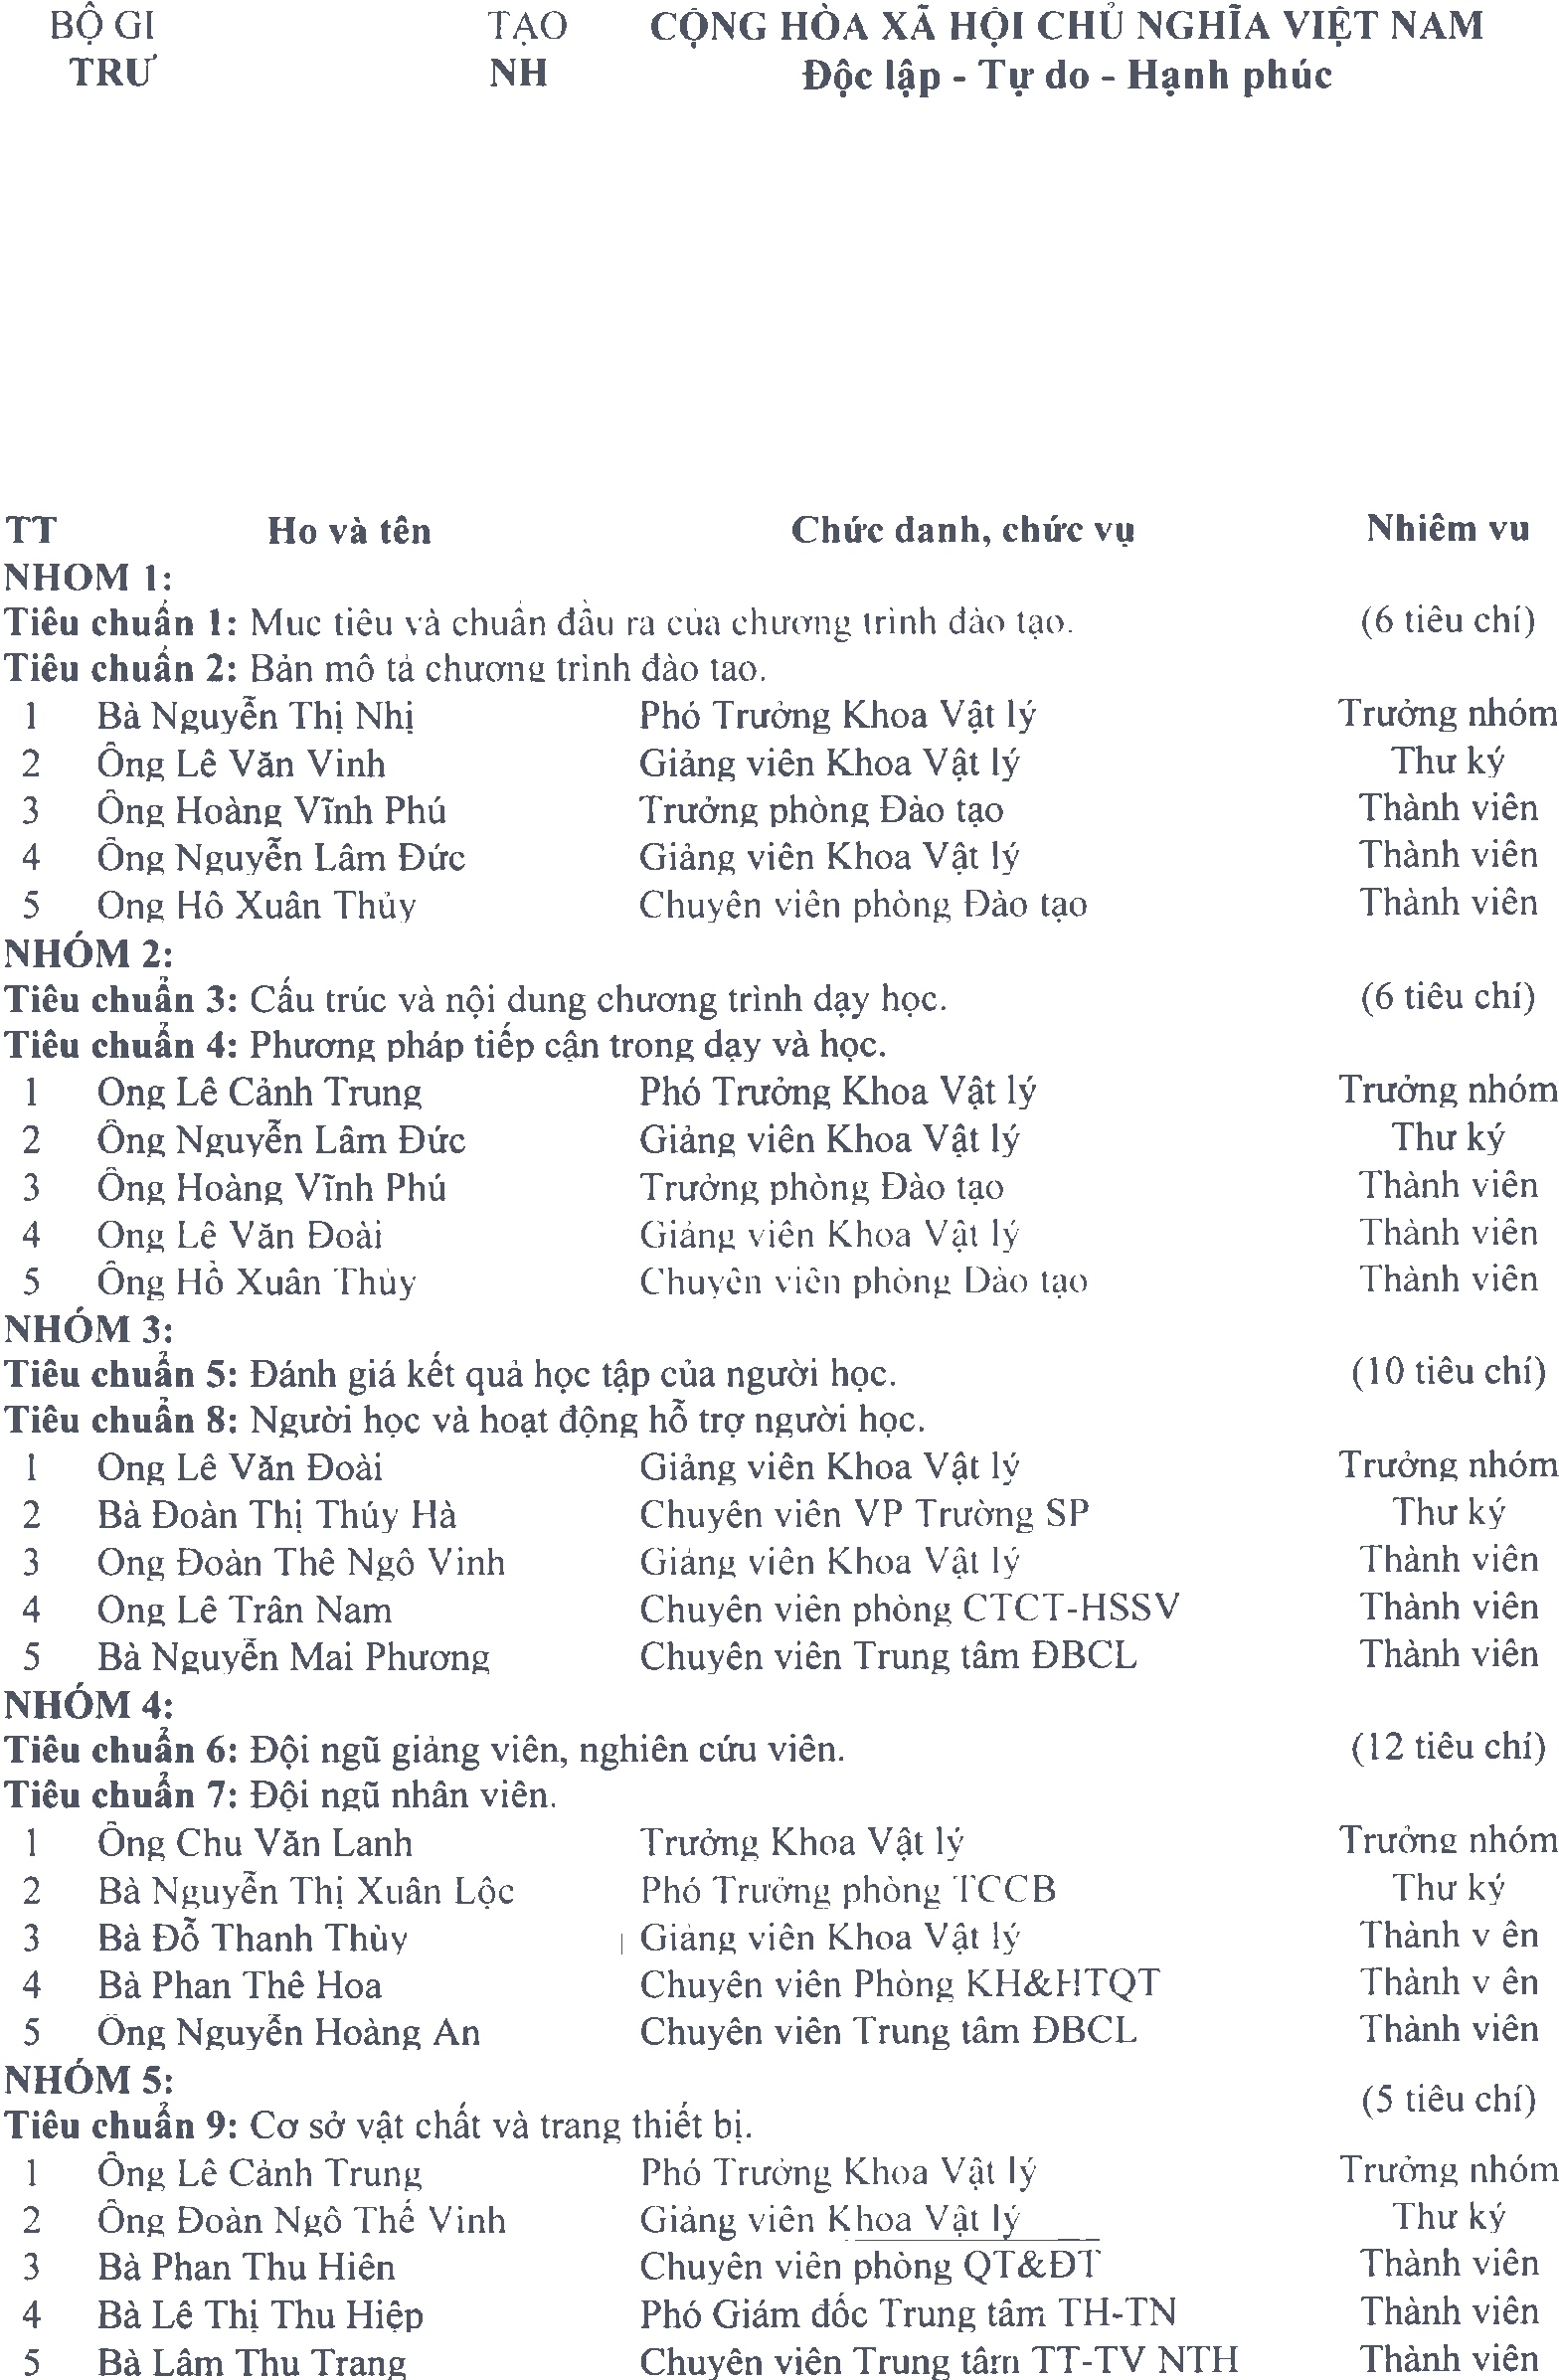 BỘ GI TẠO CỘNG HÒA XÃ HỘI CHỦ NGHĨA VIỆT NAM
TRƯ NH Độc lập - Tự do - Hạnh phúc
TT Ho và tên Chức danh, chức vụ Nhiêm vu
NHOM 1:
Tiêu chuẩn 1: Muc tiêu và chuẩn đầu ra của chương trình đào tạo. (6 tiêu chí)
Tiêu chuẩn 2: Bản mô tả chương trình đào tao.
1 Bà Nguyễn Thị Nhị Phó Trưởng Khoa Vật lý Trưởng nhóm
2 Ông Lê Văn Vinh Giảng viên Khoa Vật lý Thư ký
3 Ông Hoàng Vĩnh Phú Trưởng phòng Đào tạo Thành viên
4 Ông Nguyễn Lâm Đức Giảng viên Khoa Vật lý Thành viên
5 Ong Hô Xuân Thủy Chuyên viên phòng Đào tạo Thành viên
NHÓM 2:
Tiêu chuẩn 3: Cấu trúc và nội dung chương trình dạy học. (6 tiêu chí)
Tiêu chuẩn 4: Phương pháp tiếp cận trong dạy và học.
1 Ong Lê Cảnh Trung Phó Trưởng Khoa Vật lý Trưởng nhóm
2 Ông Nguyễn Lâm Đức Giảng viên Khoa Vật lý Thư ký
3 Ông Hoàng Vĩnh Phú Trưởng phòng Đào tạo Thành viên
4 Ong Lê Văn Đoài Giảng viên Khoa Vật lý Thành viên
5 Ông Hồ Xuân Thủy Chuyên viên phòng Đào tạo Thành viên
NHÓM 3:
Tiêu chuẩn 5: Đánh giá kết quả học tập của người học. (10 tiêu chí)
Tiêu chuẩn 8: Người học và hoạt động hỗ trợ người học.
1 Ong Lê Văn Đoài Giảng viên Khoa Vật lý Trưởng nhóm
2 Bà Đoàn Thị Thúy Hà Chuyên viên VP Trường SP Thư ký
3 Ong Đoàn Thê Ngô Vinh Giảng viên Khoa Vật lý Thành viên
4 Ong Lê Trân Nam Chuyên viên phòng CTCT-HSSV Thành viên
5 Bà Nguyễn Mai Phương Chuyên viên Trung tâm ĐBCL Thành viên
NHÓM 4:
Tiêu chuẩn 6: Đội ngũ giảng viên, nghiên cứu viên. (12 tiêu chí)
Tiêu chuẩn 7: Đội ngũ nhân viên.
1 Ông Chu Văn Lanh Trưởng Khoa Vật lý Trưởng nhóm
2 Bà Nguyễn Thị Xuân Lộc Phó Trưởng phòng TCCB Thư ký
3 Bà Đỗ Thanh Thùy Giảng viên Khoa Vật lý Thành v ên
4 Bà Phan Thê Hoa Chuyên viên Phòng KH&HTQT Thành v ên
5 Ông Nguyễn Hoàng An Chuyên viên Trung tâm ĐBCL Thành viên
NHÓM 5:
Tiêu chuẩn 9: Cơ sở vật chất và trang thiết bị. (5 tiêu chí)
1 Ông Lê Cảnh Trung Phó Trưởng Khoa Vật lý Trưởng nhóm
2 Ông Đoàn Ngô Thế Vinh Giảng viên Khoa Vật lý Thư ký
3 Bà Phan Thu Hiên Chuyên viên phòng QT&ĐT Thành viên
4 Bà Lê Thị Thu Hiệp Phó Giám đốc Trung tâm TH-TN Thành viên
5 Bà Lâm Thu Trang Chuyên viên Trung tâm TT-TV NTH Thành viên